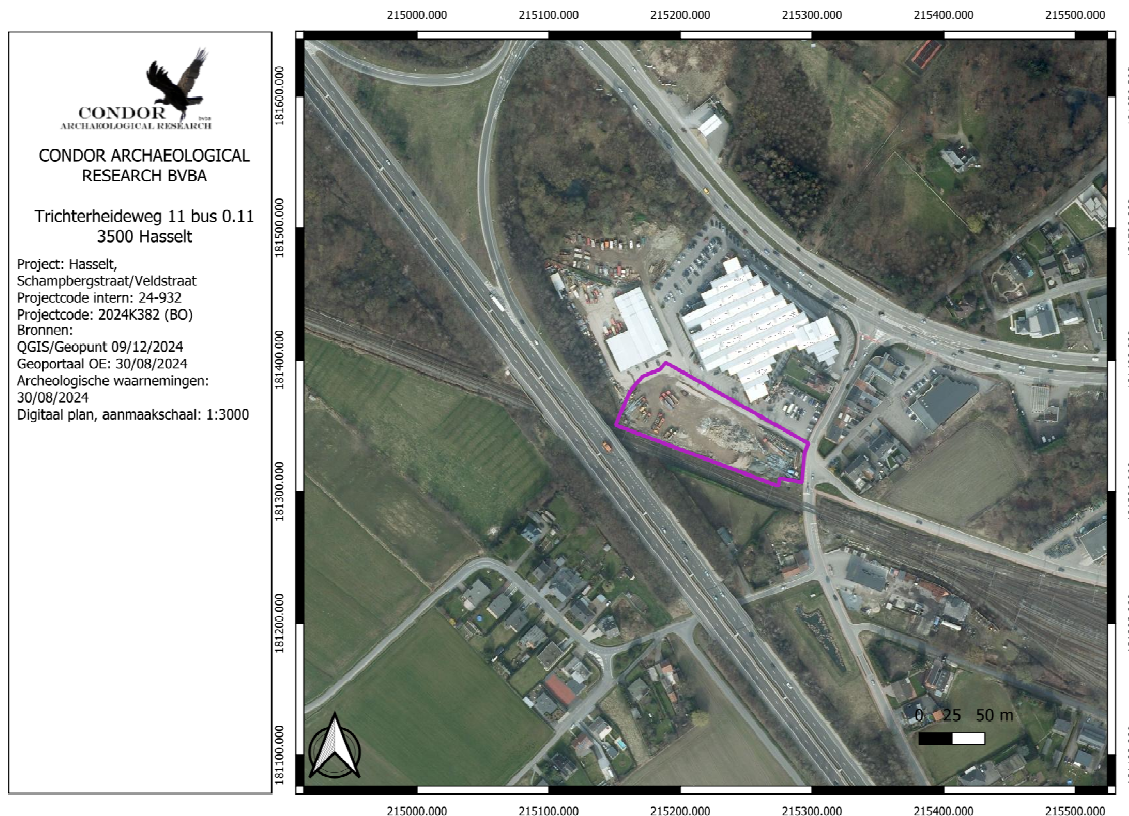 215000.000 215100.000 215200.000 215300.000 215400.000 215500.000
CONDOR
ARCHAEOLOGICAL RESEARCH
CONDOR ARCHAEOLOGICAL
RESEARCH BVBA
Trichterheideweg 11 bus 0.11
3500 Hasselt
Project: Hasselt,
Schampbergstraat/Veldstraat
Projectcode intern: 24-932
Projectcode: 2024K382 (BO)
Bronnen:
QGIS/Geopunt 09/12/2024
Geoportaal OE: 30/08/2024
Archeologische waarnemingen:
30/08/2024
Digitaal plan, aanmaakschaal: 1:3000
181600.000
181500.000
181400.000
181300.000
181200.000
181100.000
0 25 50 m
215000.000 215100.000 215200.000 215300.000 215400.000 215500.000